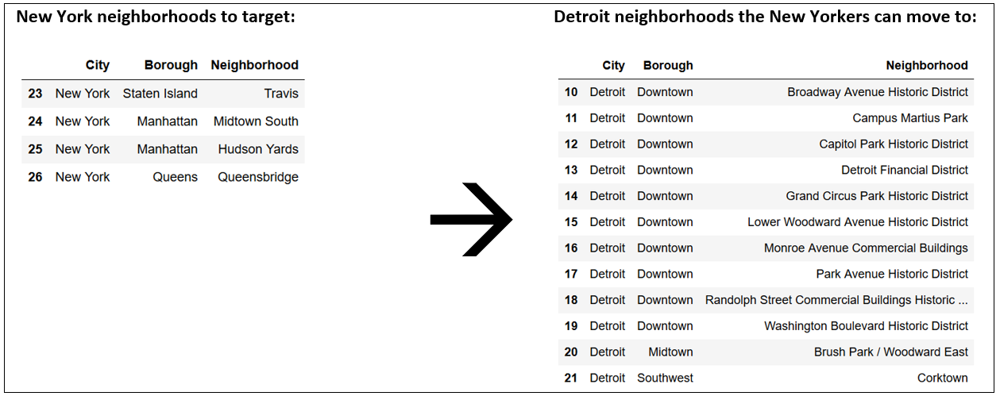 New York neighborhoods to target:
City Borough Neighborhood
23 New York Staten Island Travis
24 New York Manhattan Midtown South
25 New York Manhattan Hudson Yards
26 New York Queens Queensbridge
Detroit neighborhoods the New Yorkers can move to:
City Borough Neighborhood
10 Detroit Downtown Broadway Avenue Historic District
11 Detroit Downtown Campus Martius Park
12 Detroit Downtown Capitol Park Historic District
13 Detroit Downtown Detroit Financial District
14 Detroit Downtown Grand Circus Park Historic District
15 Detroit Downtown Lower Woodward Avenue Historic District
16 Detroit Downtown Monroe Avenue Commercial Buildings
17 Detroit Downtown Park Avenue Historic District
18 Detroit Downtown Randolph Street Commercial Buildings Historic ...
19 Detroit Downtown Washington Boulevard Historic District
20 Detroit Midtown Brush Park / Woodward East
21 Detroit Southwest Corktown